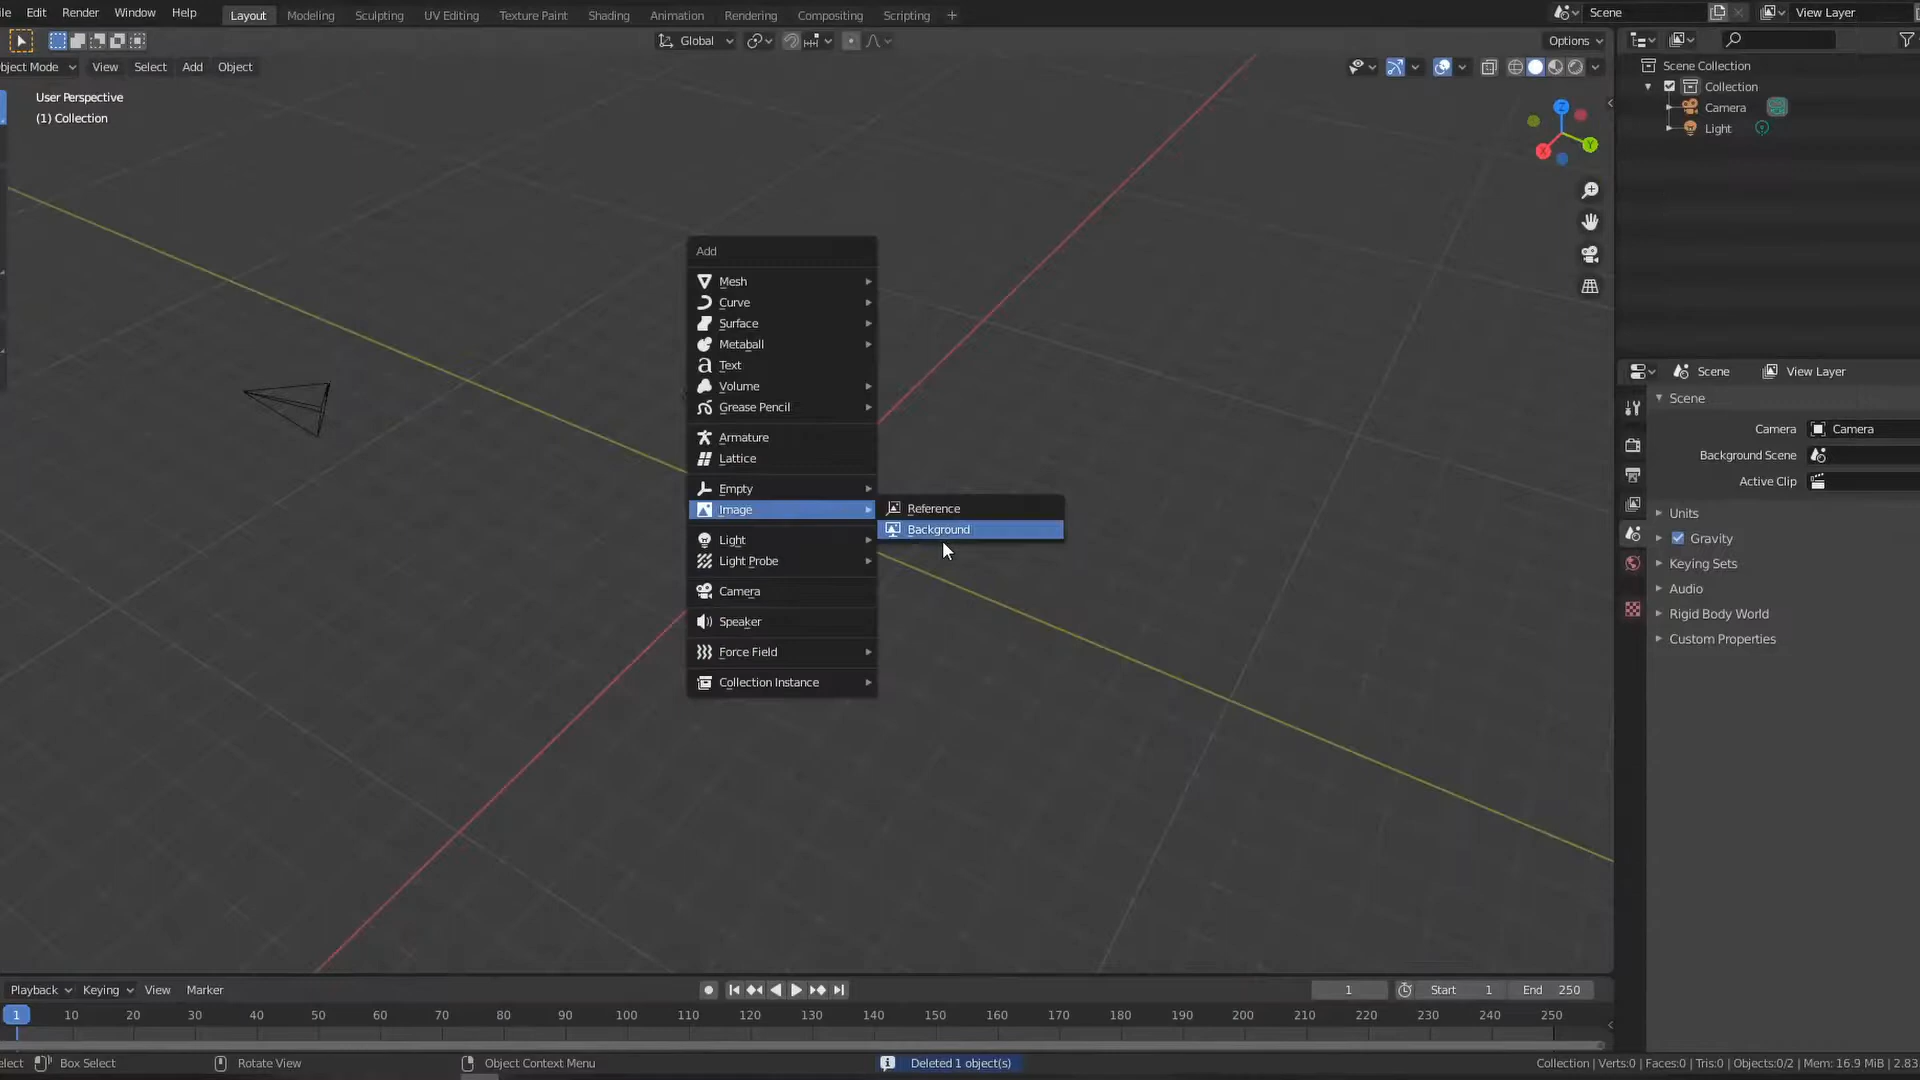 ile Edit Render Window Help Layout Modeling Sculpting UV Editing Texture Paint Shading Animation Rendering Compositing Scripting + Scene View Layer
Global Options
bject Mode View Select Add Object
User Perspective
(1) Collection
Scene Collection
Collection
Camera
Light
X
Y
Z
Add
Mesh
Curve
Surface
Metaball
Text
Volume
Grease Pencil
Armature
Lattice
Empty
Image
Reference
Background
Light
Light Probe
Camera
Speaker
Force Field
Collection Instance
Scene View Layer
Scene
Camera Camera
Background Scene
Active Clip
Units
Gravity
Keying Sets
Audio
Rigid Body World
Custom Properties
Playback Keying View Marker 1 Start 1 End 250
1 10 20 30 40 50 60 70 80 90 100 110 120 130 140 150 160 170 180 190 200 210 220 230 240 250
elect Box Select Rotate View Object Context Menu Deleted 1 object(s) Collection | Verts:0 | Faces:0 | Tris:0 | Objects:0/2 | Mem: 16.9 MiB | 2.83